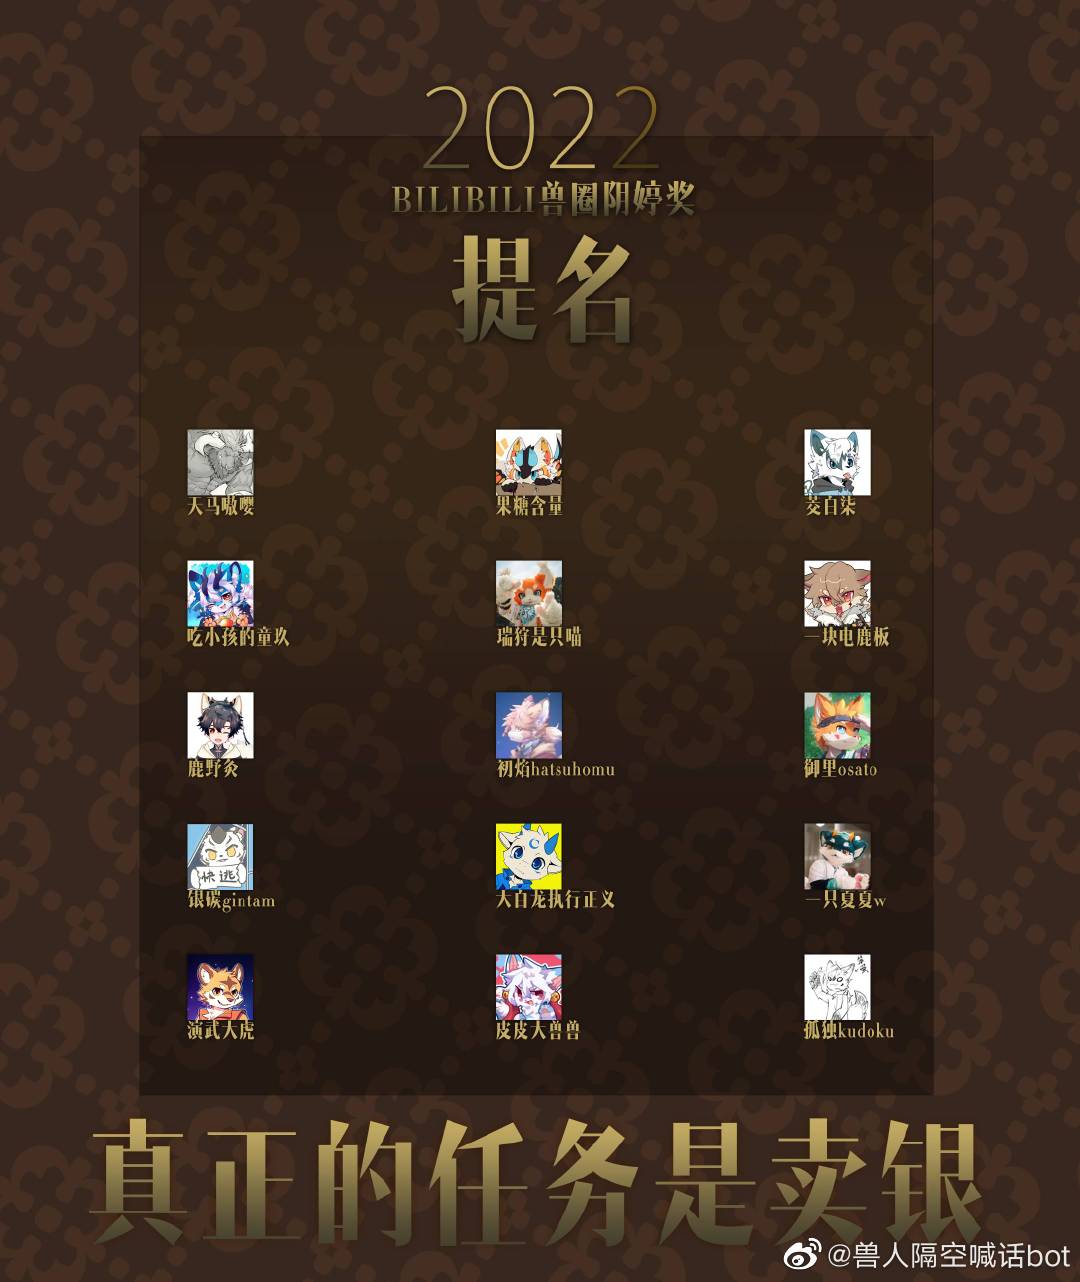 2022
BILIBILI兽圈阴婷奖
提名
天马嗷嘤
果糖含量
茭白柒
吃小孩的童玖
瑞狩是只喵
一块电鹿板
鹿野灸
初焰hatsuhomu
御里osato
快逃
银碳gintam
大白龙执行正义
一只夏夏w
演武大虎
皮皮大兽兽
孤独kudoku
真正的任务是卖银
@兽人隔空喊话bot